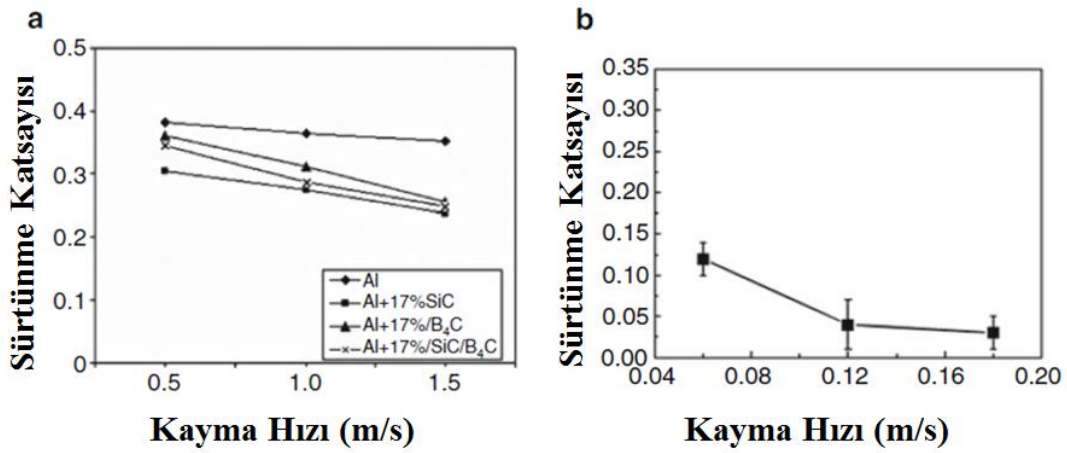 a
Sürtünme Katsayısı
0.5
0.4
0.3
0.2
0.1
0
0.5 1.0 1.5
Kayma Hızı (m/s)
Al
Al+17%SiC
Al+17%/B₄C
Al+17%/SiC/B₄C
b
Sürtünme Katsayısı
0.35
0.30
0.25
0.20
0.15
0.10
0.05
0.00
0.04 0.08 0.12 0.16 0.20
Kayma Hızı (m/s)